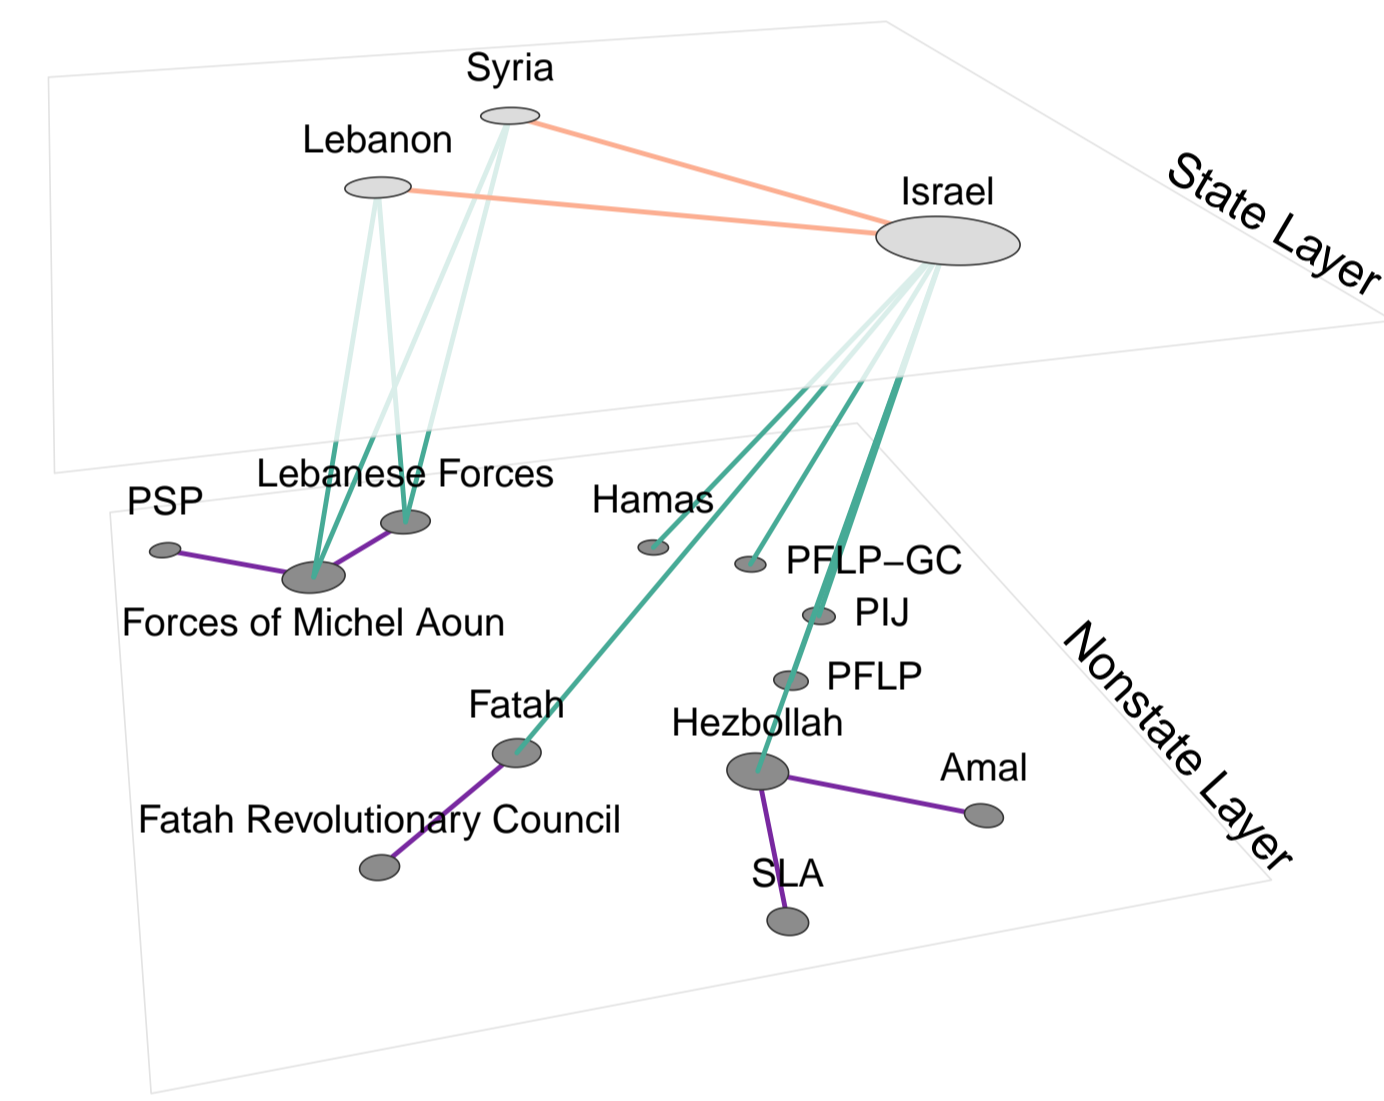 Syria
Lebanon
Israel
State Layer
Lebanese Forces
PSP
Hamas
PFLP–GC
Forces of Michel Aoun
PIJ
PFLP
Nonstate Layer
Fatah
Hezbollah
Amal
Fatah Revolutionary Council
SLA